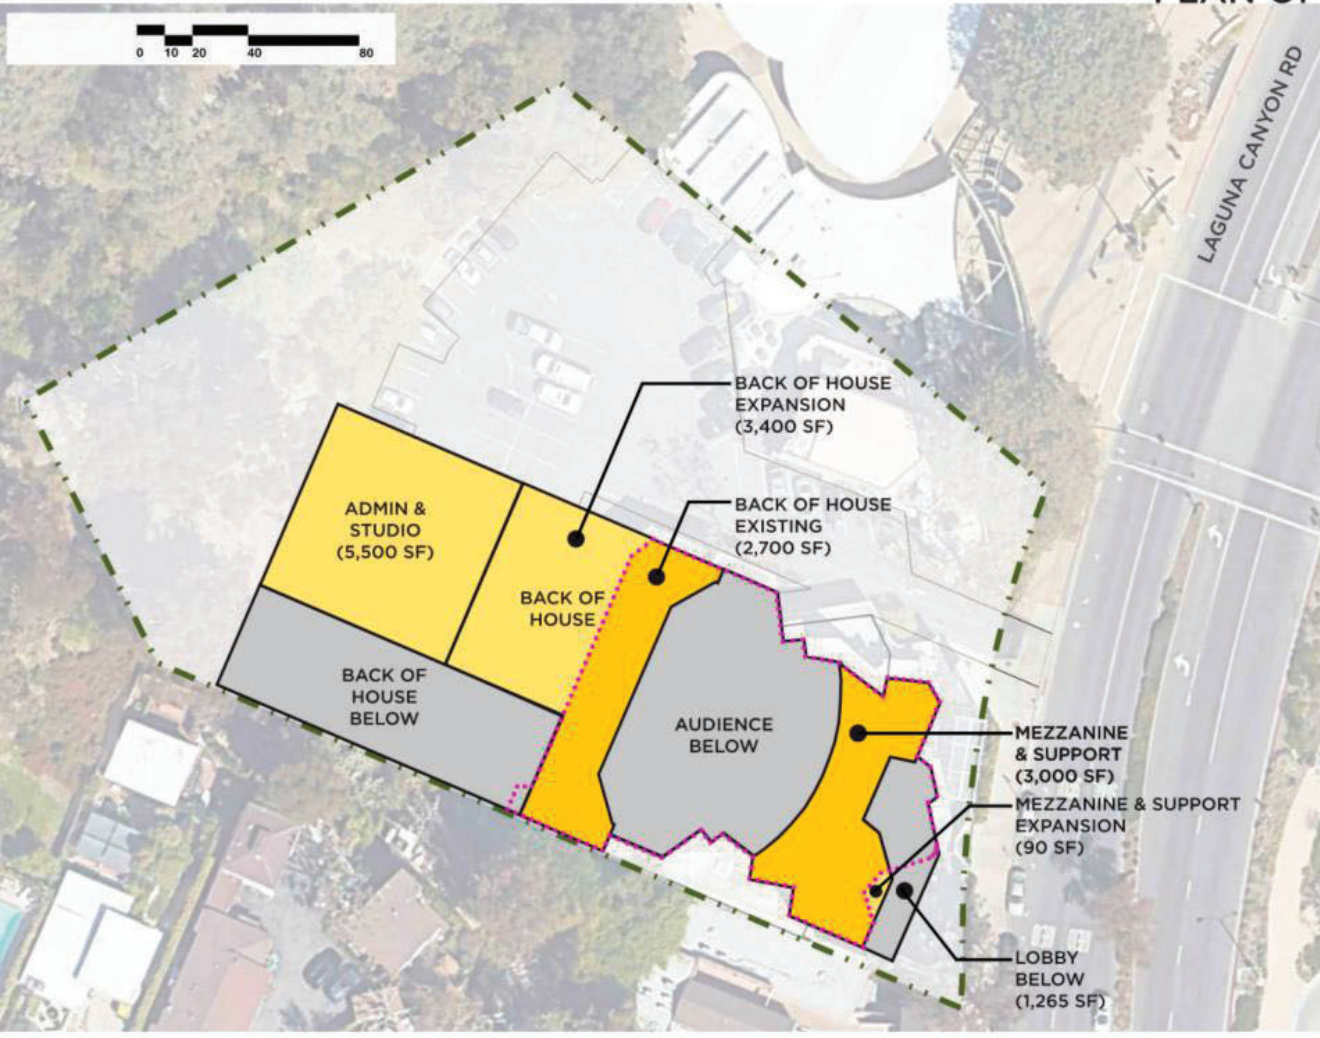 PLAN OP
0 10 20 40 80
LAGUNA CANYON RD
BACK OF HOUSE
EXPANSION
(3,400 SF)
BACK OF HOUSE
EXISTING
(2,700 SF)
ADMIN &
STUDIO
(5,500 SF)
BACK OF
HOUSE
BACK OF
HOUSE
BELOW
AUDIENCE
BELOW
MEZZANINE
& SUPPORT
(3,000 SF)
MEZZANINE & SUPPORT
EXPANSION
(90 SF)
LOBBY
BELOW
(1,265 SF)